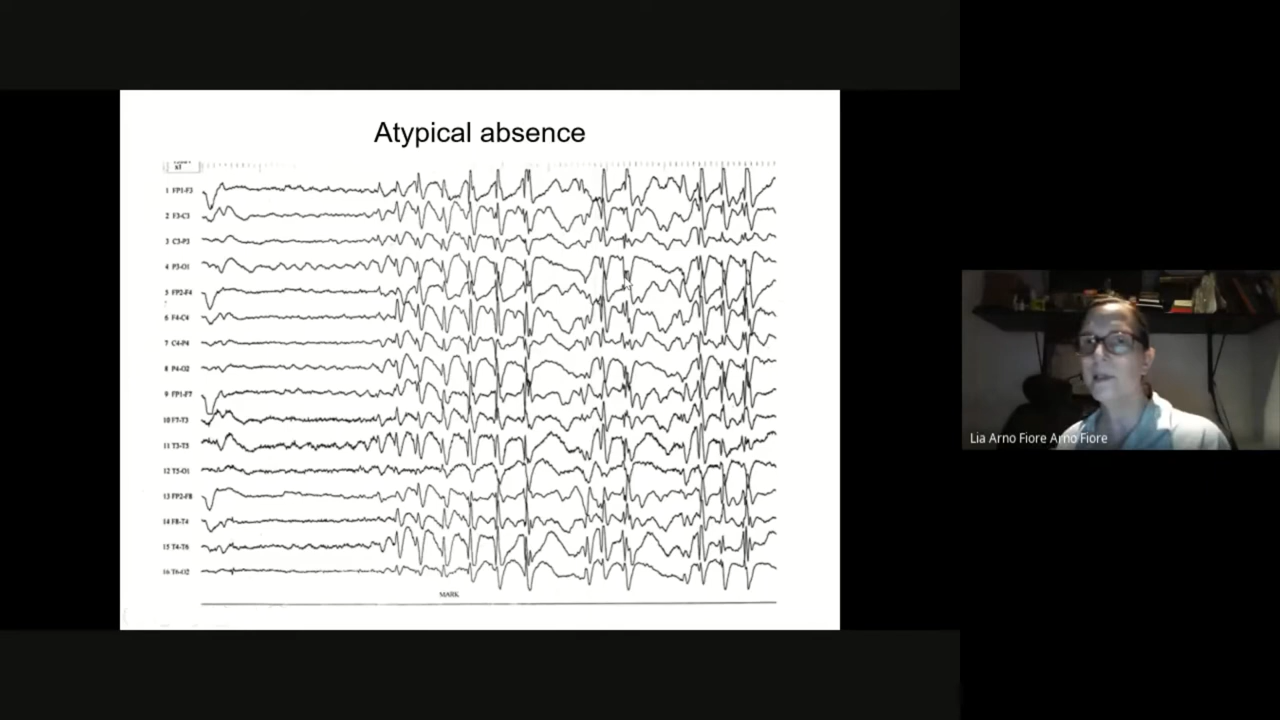 Atypical absence
x1
1 FP1-F3
2 F3-C3
3 C3-P3
4 P3-O1
5 FP2-F4
6 F4-C4
7 C4-P4
8 P4-O2
9 FP1-F7
10 F7-T3
11 T3-T5
12 T5-O1
13 FP2-F8
14 F8-T4
15 T4-T6
16 T6-O2
MARK
Lia Arno Fiore Arno Fiore